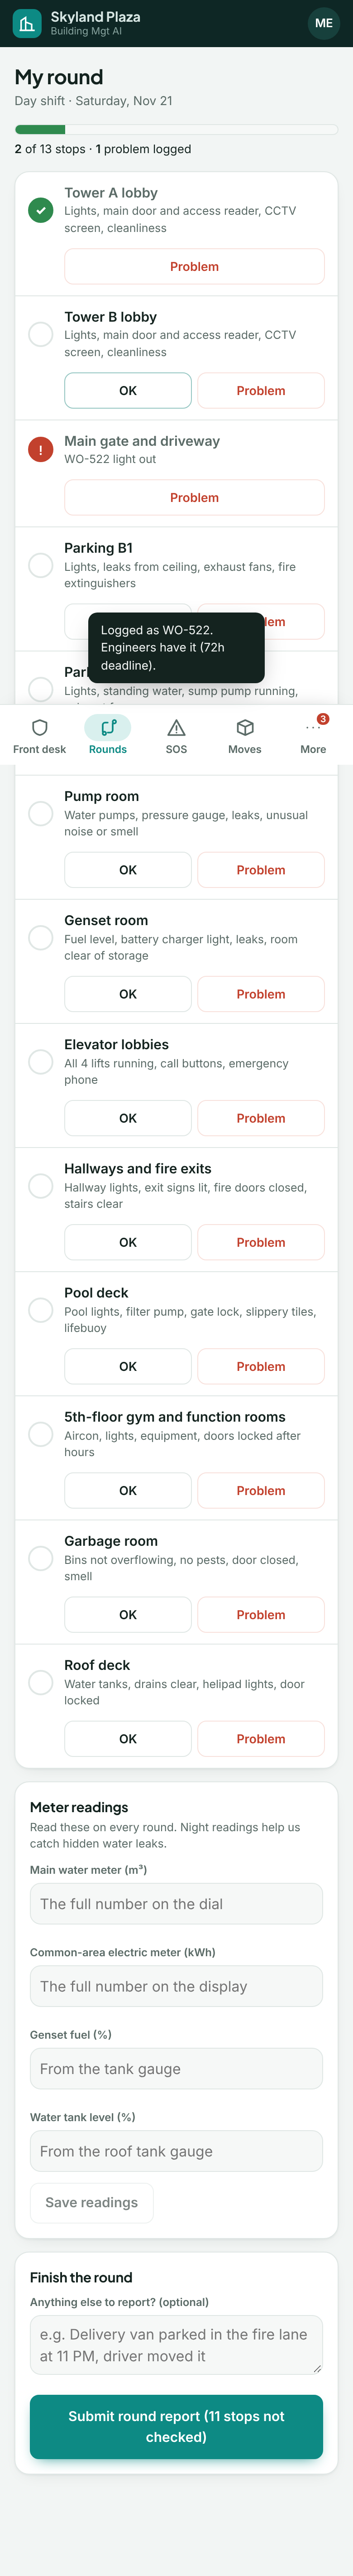 Skyland Plaza
Building Mgt AI
ME
My round
Day shift · Saturday, Nov 21
2 of 13 stops · 1 problem logged
Tower A lobby
Lights, main door and access reader, CCTV
screen, cleanliness
Problem
Tower B lobby
Lights, main door and access reader, CCTV
screen, cleanliness
OK
Problem
!
Main gate and driveway
WO-522 light out
Problem
Parking B1
Lights, leaks from ceiling, exhaust fans, fire
extinguishers
Logged as WO-522.
Engineers have it (72h
deadline).
Lights, standing water, sump pump running,
Front desk
Rounds
SOS
Moves
3
More
Pump room
Water pumps, pressure gauge, leaks, unusual
noise or smell
OK
Problem
Genset room
Fuel level, battery charger light, leaks, room
clear of storage
OK
Problem
Elevator lobbies
All 4 lifts running, call buttons, emergency
phone
OK
Problem
Hallways and fire exits
Hallway lights, exit signs lit, fire doors closed,
stairs clear
OK
Problem
Pool deck
Pool lights, filter pump, gate lock, slippery tiles,
lifebuoy
OK
Problem
5th-floor gym and function rooms
Aircon, lights, equipment, doors locked after
hours
OK
Problem
Garbage room
Bins not overflowing, no pests, door closed,
smell
OK
Problem
Roof deck
Water tanks, drains clear, helipad lights, door
locked
OK
Problem
Meter readings
Read these on every round. Night readings help us
catch hidden water leaks.
Main water meter (m³)
The full number on the dial
Common-area electric meter (kWh)
The full number on the display
Genset fuel (%)
From the tank gauge
Water tank level (%)
From the roof tank gauge
Save readings
Finish the round
Anything else to report? (optional)
e.g. Delivery van parked in the fire lane
at 11 PM, driver moved it
Submit round report (11 stops not
checked)